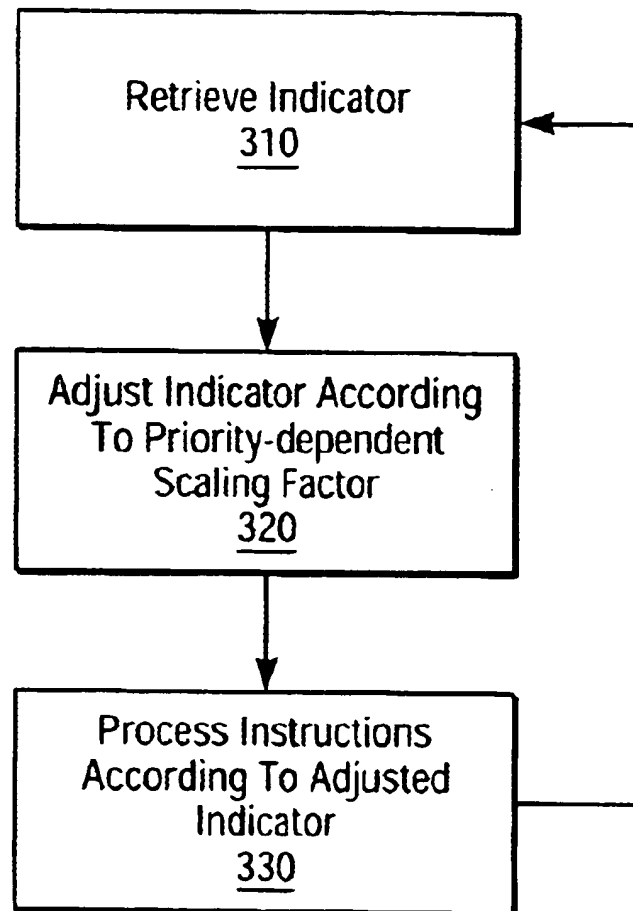 Retrieve Indicator
310
Adjust Indicator According
To Priority-dependent
Scaling Factor
320
Process Instructions
According To Adjusted
Indicator
330